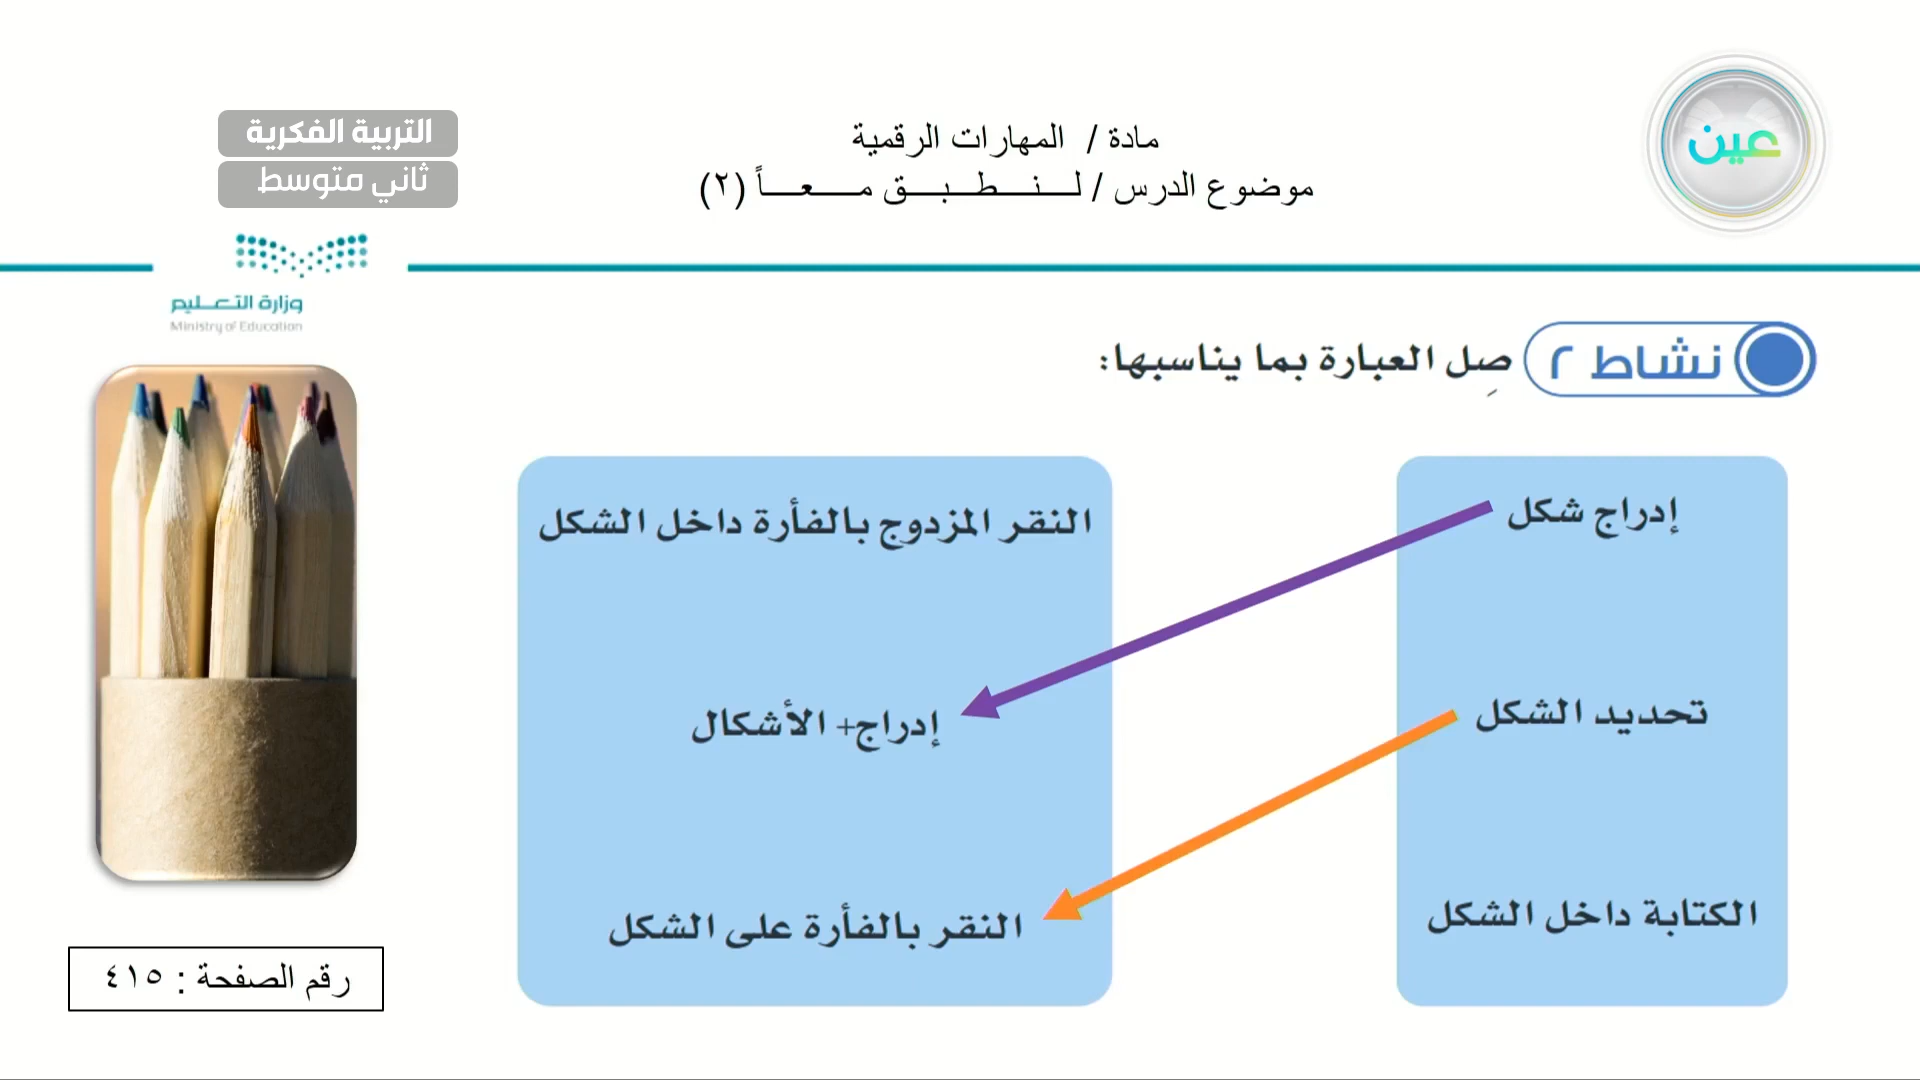 عين
مادة / المهارات الرقمية
موضوع الدرس / لـــنـــطـــبـــق مـــعـــاً (٢)
التربية الفكرية
ثاني متوسط
وزارة التعليم
Ministry of Education
نشاط ٢
صِل العبارة بما يناسبها:
إدراج شكل
تحديد الشكل
الكتابة داخل الشكل
النقر المزدوج بالفأرة داخل الشكل
إدراج+ الأشكال
النقر بالفأرة على الشكل
رقم الصفحة : ٤١٥